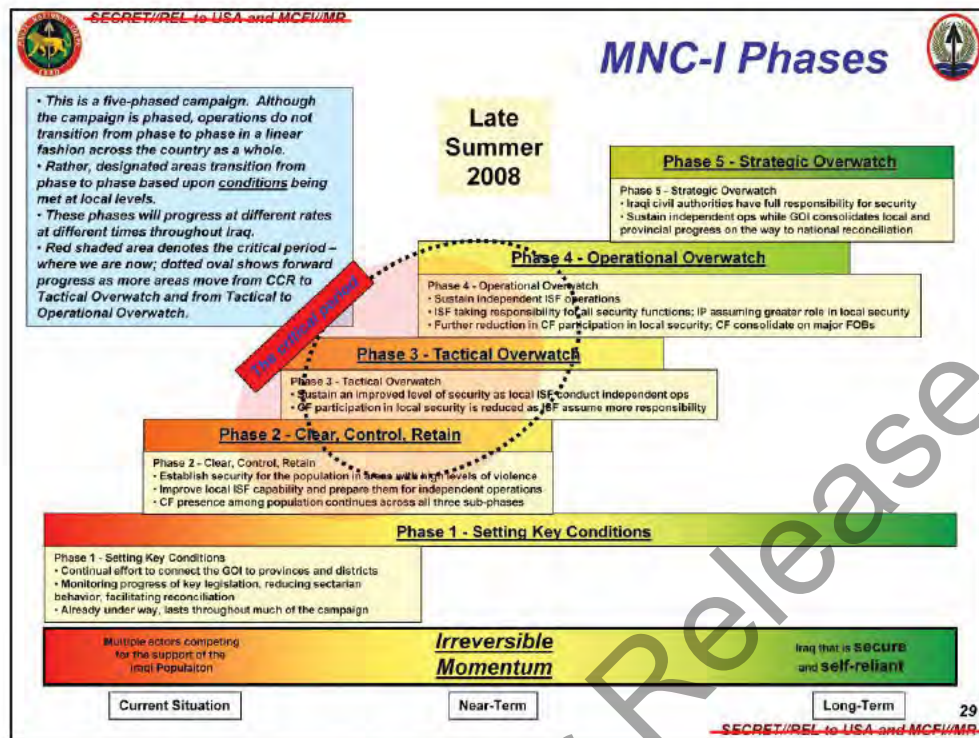 SECRET//REL to USA and MCFI//MR
MNC-I Phases
• This is a five-phased campaign. Although
the campaign is phased, operations do not
transition from phase to phase in a linear
fashion across the country as a whole.
• Rather, designated areas transition from
phase to phase based upon conditions being
met at local levels.
• These phases will progress at different rates
at different times throughout Iraq.
• Red shaded area denotes the critical period –
where we are now; dotted oval shows forward
progress as more areas move from CCR to
Tactical Overwatch and from Tactical to
Operational Overwatch.
Late
Summer
2008
Phase 5 - Strategic Overwatch
Phase 5 - Strategic Overwatch
• Iraqi civil authorities have full responsibility for security
• Sustain independent ops while GOI consolidates local and
provincial progress on the way to national reconciliation
Phase 4 - Operational Overwatch
Phase 4 - Operational Overwatch
• Sustain independent ISF operations
• ISF taking responsibility for all security functions; IP assuming greater role in local security
• Further reduction in CF participation in local security; CF consolidate on major FOBs
The critical period
Phase 3 - Tactical Overwatch
Phase 3 - Tactical Overwatch
• Sustain an improved level of security as local ISF conduct independent ops
• CF participation in local security is reduced as ISF assume more responsibility
Phase 2 - Clear, Control, Retain
Phase 2 - Clear, Control, Retain
• Establish security for the population in areas with high levels of violence
• Improve local ISF capability and prepare them for independent operations
• CF presence among population continues across all three sub-phases
Phase 1 - Setting Key Conditions
Phase 1 - Setting Key Conditions
• Continual effort to connect the GOI to provinces and districts
• Monitoring progress of key legislation, reducing sectarian
behavior, facilitating reconciliation
• Already under way, lasts throughout much of the campaign
Multiple actors competing
for the support of the
Iraqi Populaiton
Irreversible
Momentum
Iraq that is secure
and self-reliant
Current Situation
Near-Term
Long-Term
29
SECRET//REL to USA and MCFI//MR
Release